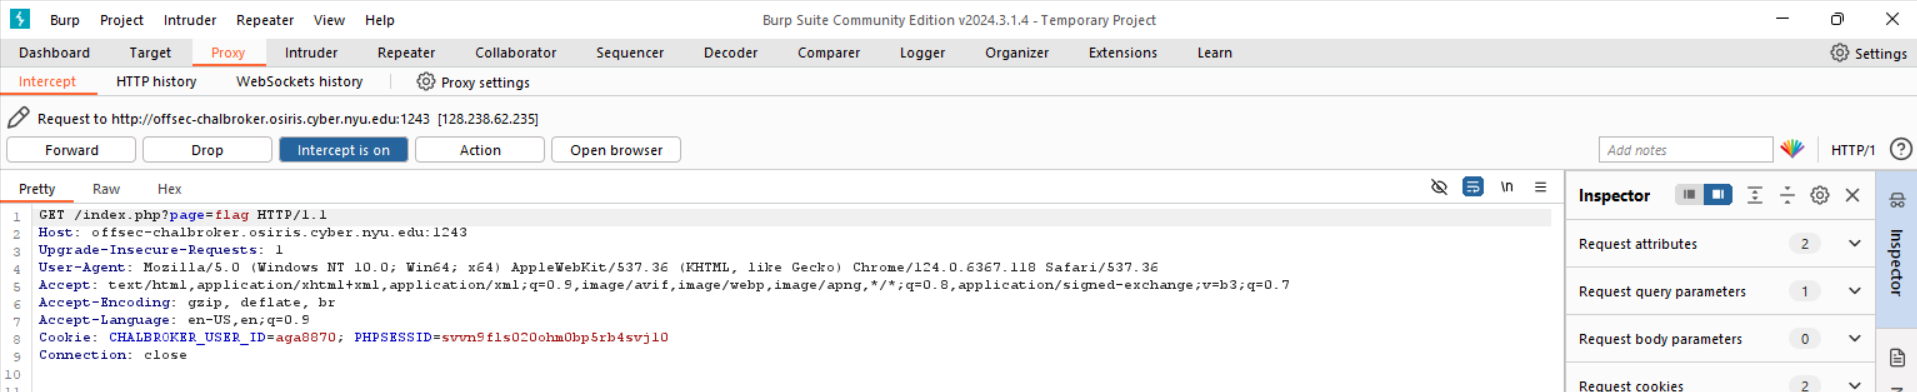 Burp Project Intruder Repeater View Help Burp Suite Community Edition v2024.3.1.4 - Temporary Project
Dashboard Target Proxy Intruder Repeater Collaborator Sequencer Decoder Comparer Logger Organizer Extensions Learn Settings
Intercept HTTP history WebSockets history Proxy settings
Request to http://offsec-chalbroker.osiris.cyber.nyu.edu:1243 [128.238.62.235]
Forward Drop Intercept is on Action Open browser Add notes HTTP/1 ?
Pretty Raw Hex \n
1 GET /index.php?page=flag HTTP/1.1
2 Host: offsec-chalbroker.osiris.cyber.nyu.edu:1243
3 Upgrade-Insecure-Requests: 1
4 User-Agent: Mozilla/5.0 (Windows NT 10.0; Win64; x64) AppleWebKit/537.36 (KHTML, like Gecko) Chrome/124.0.6367.118 Safari/537.36
5 Accept: text/html,application/xhtml+xml,application/xml;q=0.9,image/avif,image/webp,image/apng,*/*;q=0.8,application/signed-exchange;v=b3;q=0.7
6 Accept-Encoding: gzip, deflate, br
7 Accept-Language: en-US,en;q=0.9
8 Cookie: CHALBROKER_USER_ID=aga8870; PHPSESSID=svvn9fls020ohm0bp5rb4svjl0
9 Connection: close
10
Inspector
Request attributes 2
Request query parameters 1
Request body parameters 0
Request cookies 2
Inspector